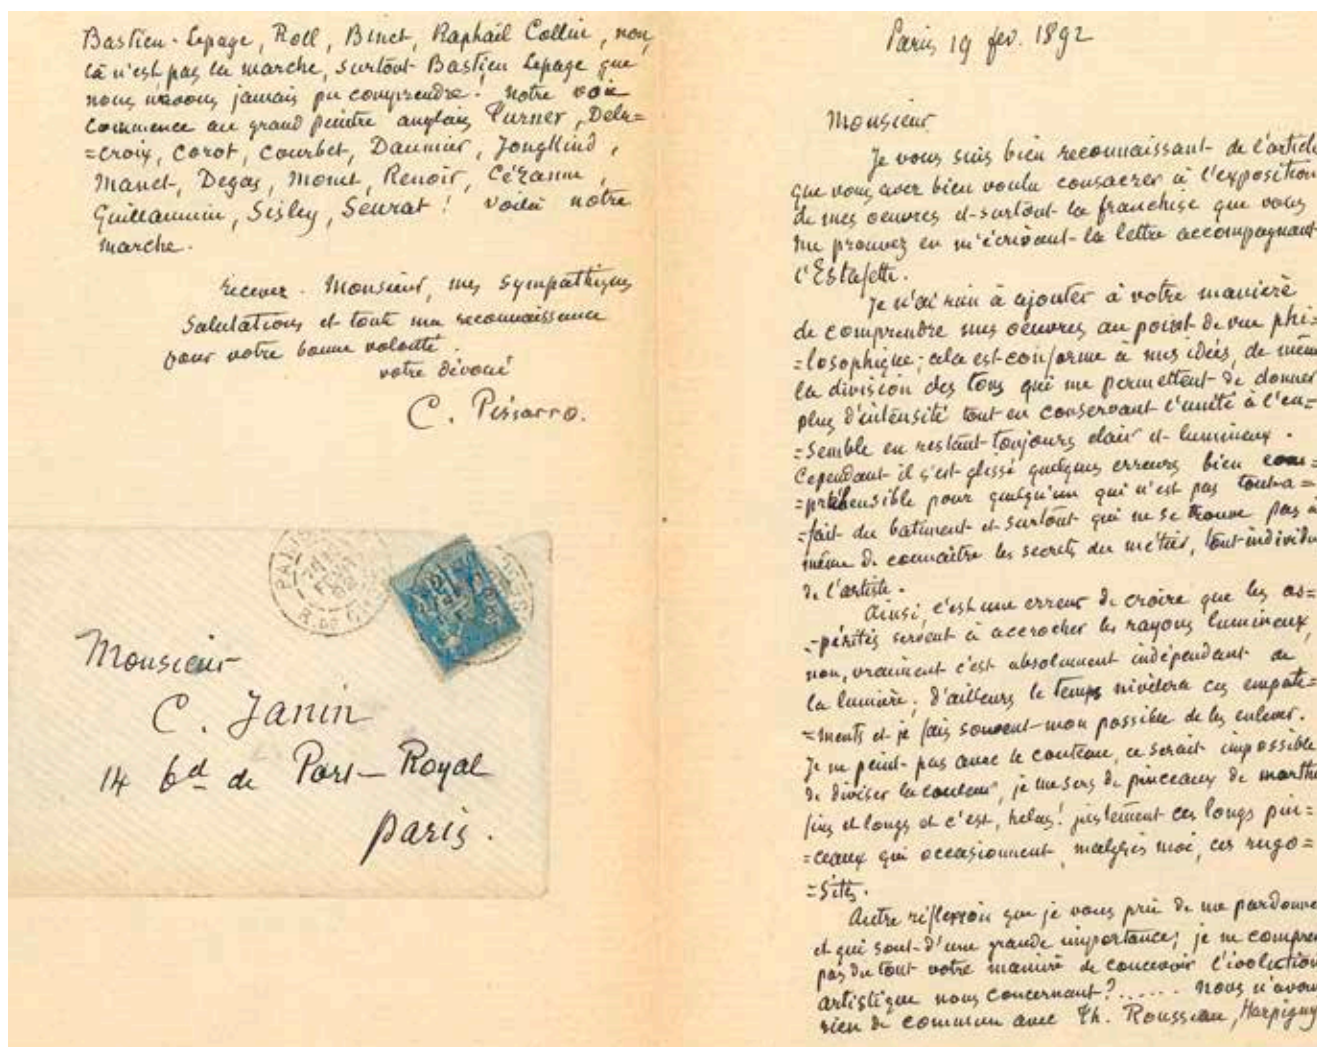 Paris 19 fev. 1892
Monsieur
Je vous suis bien reconnaissant de l'article
que vous avez bien voulu consacrer à l'exposition
de mes oeuvres et surtout la franchise que vous
me prouvez en m'écrivant la lettre accompagnant
l'Estafette.
Je n'ai rien à ajouter à votre manière
de comprendre mes oeuvres au point de vue phi=
=losophique; cela est conforme à mes idées, de même
la division des tons qui me permettent de donner
plus d'intensité tout en conservant l'unité à l'en=
=semble en restant toujours clair et lumineux.
Cependant il s'est glissé quelques erreurs bien com=
=préhensible pour quelqu'un qui n'est pas tout a=
=fait du batiment et surtout qui ne se trouve pas à
même de connaître les secrets du métier, tout individu
de l'artiste.
Ainsi, c'est une erreur de croire que les as=
=pérités servent à accrocher les rayons lumineux,
non, vraiment c'est absolument indépendant de
la lumière; d'ailleurs le temps nivèlera ces empate=
=ments et je fais souvent mon possible de les enlever.
Je ne peint pas avec le couteau, ce serait impossible
de diviser la couleur, je me sers de pinceaux de marthe
fins et longs et c'est, helas! justement ces longs pin=
=ceaux qui occasionnent, malgrés moi, ces rugo=
=sités.
Autre réflexion que je vous prie de me pardonner
et qui sont d'une grande importance; je ne compren
pas du tout votre manière de concevoir l'évolution
artistique nous concernant?...... nous n'avons
rien de commun avec Th. Rousseau, Harpigny
Bastien-Lepage, Roll, Binet, Raphaël Collin, non,
là n'est pas la marche, surtout Bastien Lepage que
nous n'avons jamais pu comprendre! Notre voie
commence au grand peintre anglais Turner, Dela=
=croix, Corot, Courbet, Daumier, Jongkind,
Manet, Degas, Monet, Renoir, Cézanne,
Guillaumin, Sisley, Seurat! voilà notre
marche.
Recevez. Monsieur, mes sympathiques
salutations et toute ma reconnaissance
pour votre bonne volonté.
votre dévoué
C. Pissarro.
Monsieur
C. Janin
14 bd de Port-Royal
Paris.